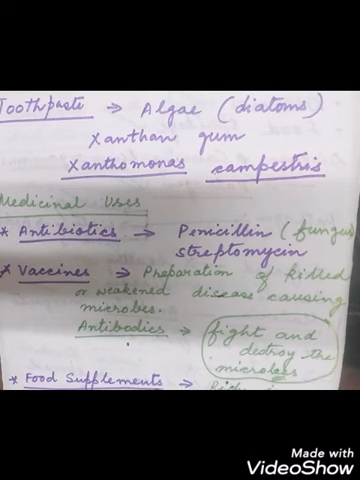 Toothpaste → Algae (diatoms)
Xanthan gum
Xanthomonas campestris
Medicinal Uses
* Antibiotics → Penicillin (fungus
streptomycin
* Vaccines → Preparation of killed
or weakened disease causing
microbes.
Antibodies → fight and
destroy the
microbes
* Food Supplements →
Made with
VideoShow